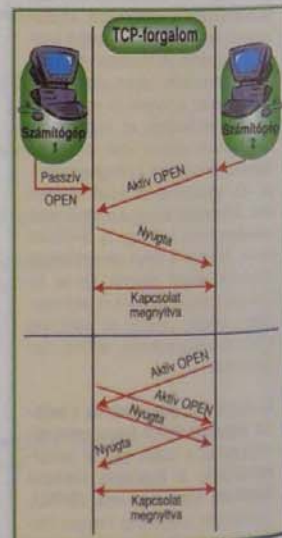 TCP-forgalom
Számítógép
1
Számítógép
2
Passzív
OPEN
Aktív OPEN
Nyugta
Kapcsolat
megnyitva
Aktív OPEN
Aktív OPEN
Nyugta
Nyugta
Kapcsolat
megnyitva